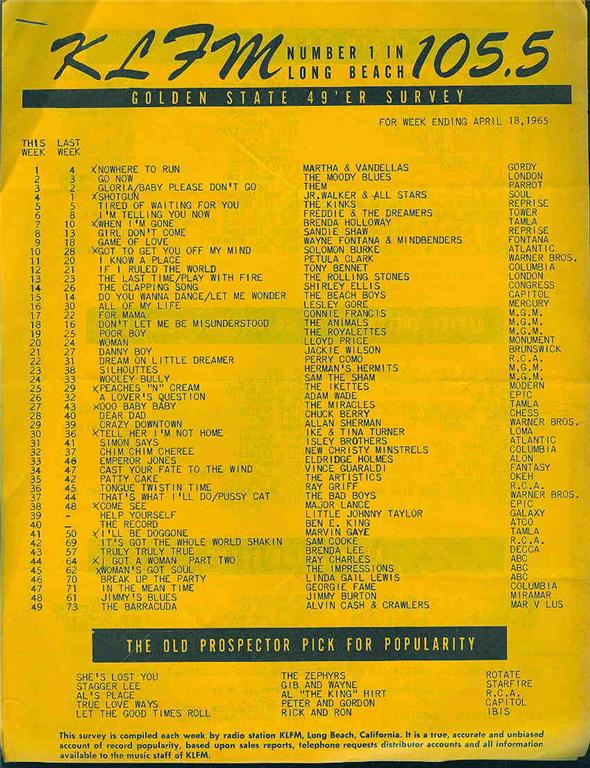 KLFM NUMBER 1 IN LONG BEACH 105.5
GOLDEN STATE 49'ER SURVEY
FOR WEEK ENDING APRIL 18,1965
THIS WEEK LAST WEEK
1 4 X NOWHERE TO RUN MARTHA & VANDELLAS GORDY
2 3 GO NOW THE MOODY BLUES LONDON
3 2 GLORIA/BABY PLEASE DON'T GO THEM PARROT
4 1 X SHOTGUN JR.WALKER & ALL STARS SOUL
5 5 TIRED OF WAITING FOR YOU THE KINKS REPRISE
6 8 I'M TELLING YOU NOW FREDDIE & THE DREAMERS TOWER
7 10 X WHEN I'M GONE BRENDA HOLLOWAY TAMLA
8 13 GIRL DON'T COME SANDIE SHAW REPRISE
9 18 GAME OF LOVE WAYNE FONTANA & MINDBENDERS FONTANA
10 28 X GOT TO GET YOU OFF MY MIND SOLOMON BURKE ATLANTIC
11 20 I KNOW A PLACE PETULA CLARK WARNER BROS.
12 21 IF I RULED THE WORLD TONY BENNET COLUMBIA
13 23 THE LAST TIME/PLAY WITH FIRE THE ROLLING STONES LONDON
14 26 THE CLAPPING SONG SHIRLEY ELLIS CONGRESS
15 14 DO YOU WANNA DANCE/LET ME WONDER THE BEACH BOYS CAPITOL
16 30 ALL OF MY LIFE LESLEY GORE MERCURY
17 22 FOR MAMA CONNIE FRANCIS M.G.M.
18 16 DON'T LET ME BE MISUNDERSTOOD THE ANIMALS M.G.M.
19 25 POOR BOY THE ROYALETTES M.G.M.
20 24 WOMAN LLOYD PRICE MONUMENT
21 27 DANNY BOY JACKIE WILSON BRUNSWICK
22 31 DREAM ON LITTLE DREAMER PERRY COMO R.C.A.
23 38 SILHOUTTES HERMAN'S HERMITS M.G.M.
24 33 WOOLEY BULLY SAM THE SHAM M.G.M.
25 29 X PEACHES "N" CREAM THE IKETTES MODERN
26 32 A LOVER'S QUESTION ADAM WADE EPIC
27 43 X OOO BABY BABY THE MIRACLES TAMLA
28 40 DEAR DAD CHUCK BERRY CHESS
29 39 CRAZY DOWNTOWN ALLAN SHERMAN WARNER BROS.
30 36 X TELL HER I'M NOT HOME IKE & TINA TURNER LOMA
31 41 SIMON SAYS ISLEY BROTHERS ATLANTIC
32 37 CHIM CHIM CHEREE NEW CHRISTY MINSTRELS COLUMBIA
33 46 EMPEROR JONES ELDRIDGE HOLMES ALON
34 47 CAST YOUR FATE TO THE WIND VINCE GUARALDI FANTASY
35 42 PATTY CAKE THE ARTISTICS OKEH
36 45 TONGUE TWISTIN TIME RAY GRIFF R.C.A.
37 44 THAT'S WHAT I'LL DO/PUSSY CAT THE BAD BOYS WARNER BROS.
38 48 X COME SEE MAJOR LANCE EPIC
39 - HELP YOURSELF LITTLE JOHNNY TAYLOR GALAXY
40 - THE RECORD BEN E. KING ATCO
41 50 X I'LL BE DOGGONE MARVIN GAYE TAMLA
42 69 IT'S GOT THE WHOLE WORLD SHAKIN SAM COOKE R.C.A.
43 57 TRULY TRULY TRUE BRENDA LEE DECCA
44 64 X I GOT A WOMAN PART TWO RAY CHARLES ABC
45 62 X WOMAN'S GOT SOUL THE IMPRESSIONS ABC
46 70 BREAK UP THE PARTY LINDA GAIL LEWIS ABC
47 71 IN THE MEAN TIME GEORGIE FAME COLUMBIA
48 61 JIMMY'S BLUES JIMMY BURTON MIRAMAR
49 73 THE BARRACUDA ALVIN CASH & CRAWLERS MAR V LUS
THE OLD PROSPECTOR PICK FOR POPULARITY
SHE'S LOST YOU THE ZEPHYRS ROTATE
STAGGER LEE GIB AND WAYNE STARFIRE
AL'S PLACE AL "THE KING" HIRT R.C.A.
TRUE LOVE WAYS PETER AND GORDON CAPITOL
LET THE GOOD TIMES ROLL RICK AND RON IBIS
This survey is compiled each week by radio station KLFM, Long Beach, California. It is a true, accurate and unbiased
account of record popularity, based upon sales reports, telephone requests distributor accounts and all information
available to the music staff of KLFM.